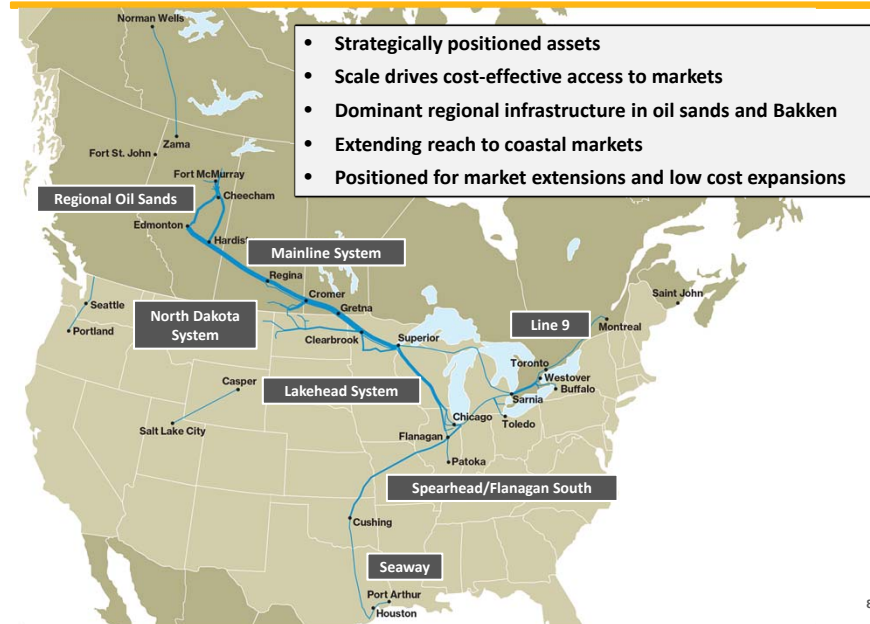 Norman Wells
• Strategically positioned assets
• Scale drives cost-effective access to markets
• Dominant regional infrastructure in oil sands and Bakken
• Extending reach to coastal markets
• Positioned for market extensions and low cost expansions
Zama
Fort St. John
Fort McMurray
Cheecham
Regional Oil Sands
Edmonton
Hardis
Mainline System
Regina
Cromer
Gretna
Seattle
Portland
North Dakota
System
Clearbrook
Superior
Line 9
Saint John
Montreal
Toronto
Westover
Buffalo
Sarnia
Toledo
Casper
Lakehead System
Salt Lake City
Chicago
Flanagan
Patoka
Spearhead/Flanagan South
Cushing
Seaway
Port Arthur
Houston
8